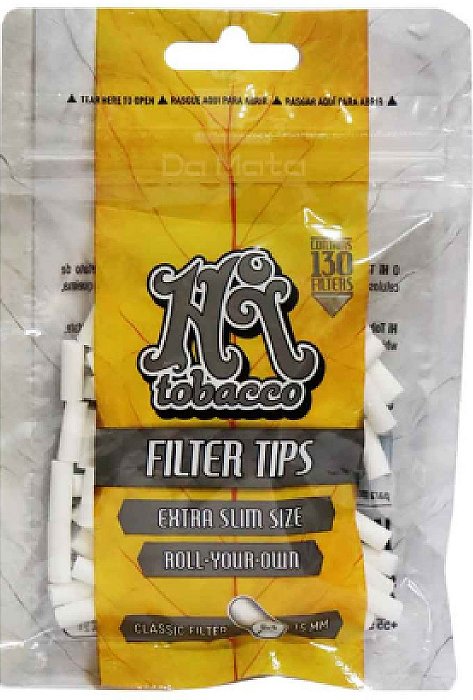 ▲ TEAR HERE TO OPEN ▲ RASGUE AQUI PARA ABRIR ▲ RASGAR AQUÍ PARA ABRIR ▲
Da Mata
CONTAINS
130
FILTERS
Hi
tobacco
FILTER TIPS
EXTRA SLIM SIZE
ROLL-YOUR-OWN
CLASSIC FILTER
15 MM